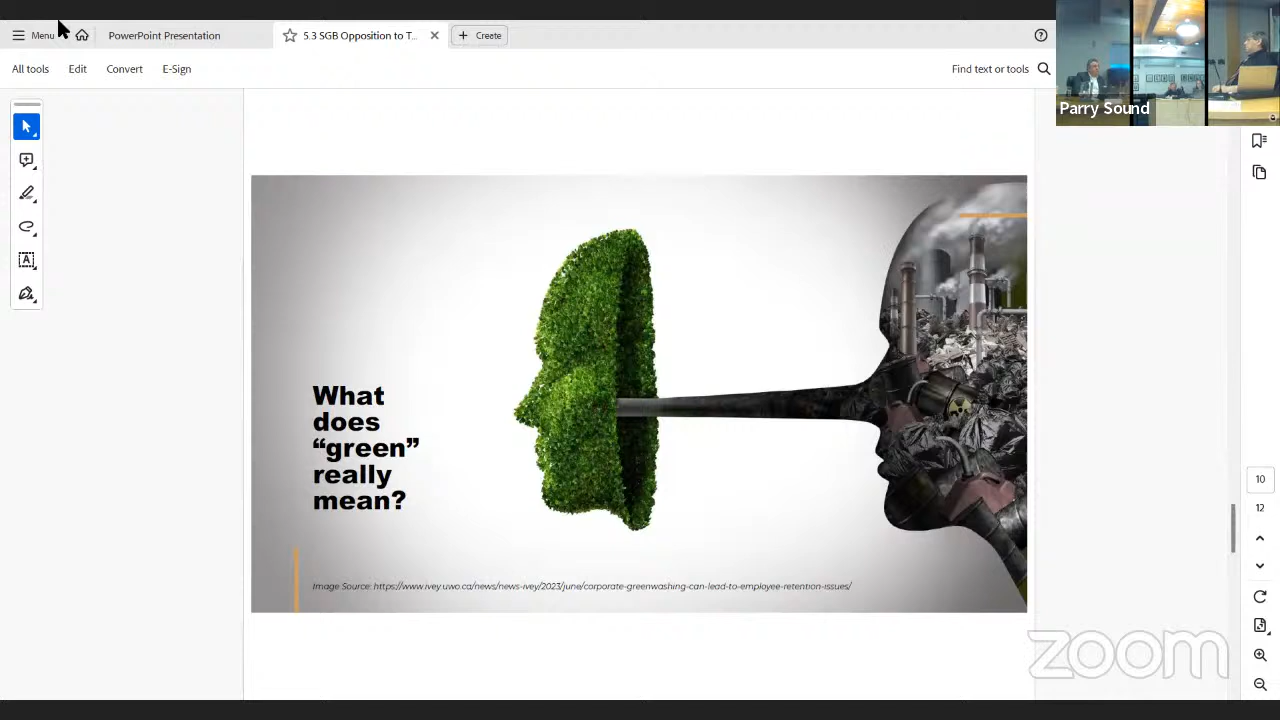 Menu
PowerPoint Presentation
5.3 SGB Opposition to T...
Create
All tools
Edit
Convert
E-Sign
Find text or tools
Parry Sound
What
does
“green”
really
mean?
Image Source: https://www.ivey.uwo.ca/news/news-ivey/2023/june/corporate-greenwashing-can-lead-to-employee-retention-issues/
10
12
zoom